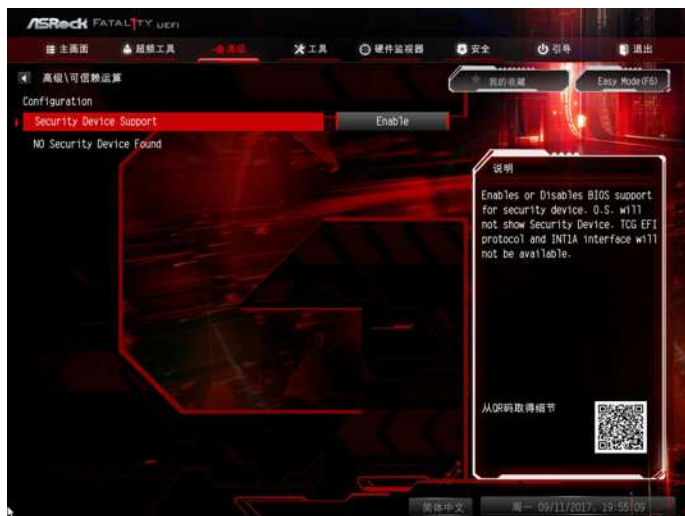 ASRock FATAL1TY UEFI
主画面 超频工具 高级 工具 硬件监视器 安全 引导 退出
高级\可信赖运算
我的收藏 Easy Mode(F6)
Configuration
Security Device Support Enable
NO Security Device Found
说明
Enables or Disables BIOS support
for security device. O.S. will
not show Security Device. TCG EFI
protocol and INT1A interface will
not be available.
从QR码取得细节
简体中文 周一 09/11/2017. 19:55:09